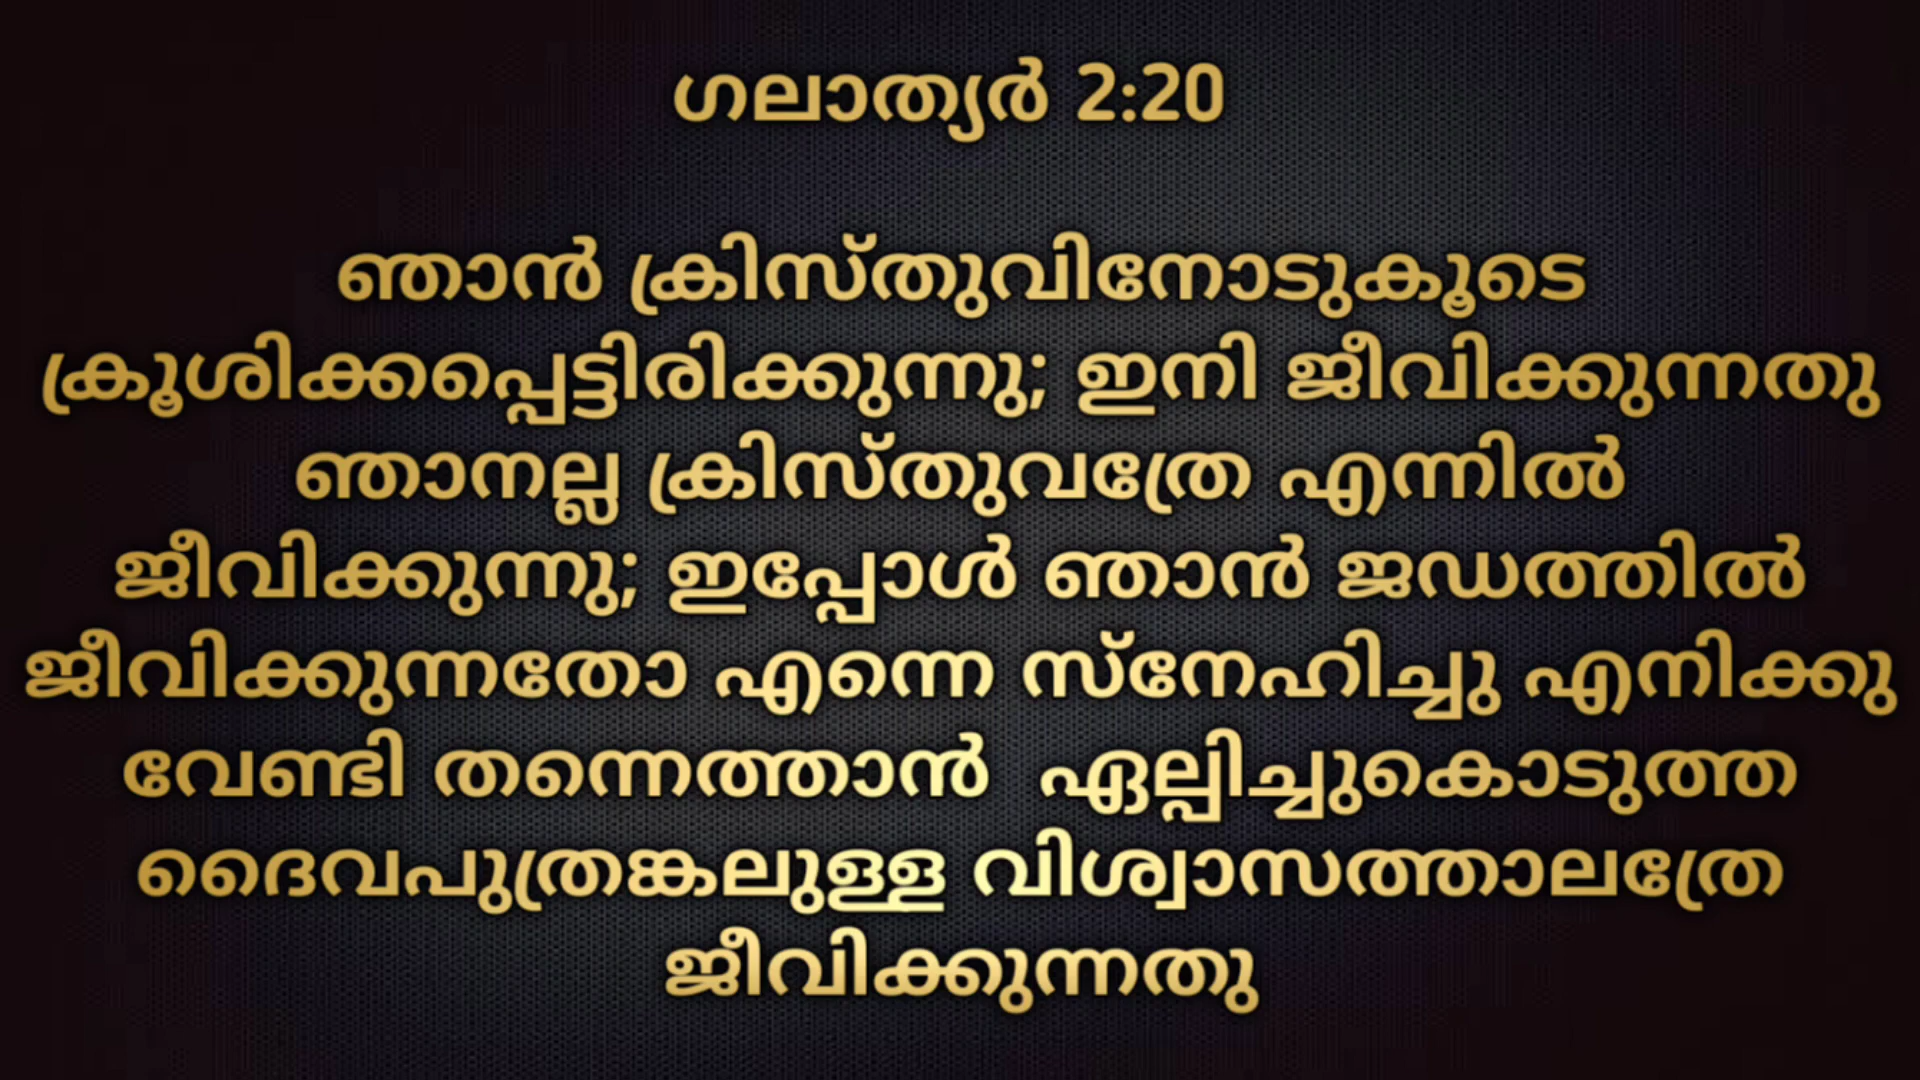 ഗലാത്യർ 2:20
ഞാൻ ക്രിസ്തുവിനോടുകൂടെ
ക്രൂശിക്കപ്പെട്ടിരിക്കുന്നു; ഇനി ജീവിക്കുന്നതു
ഞാനല്ല ക്രിസ്തുവത്രേ എന്നിൽ
ജീവിക്കുന്നു; ഇപ്പോൾ ഞാൻ ജഡത്തിൽ
ജീവിക്കുന്നതോ എന്നെ സ്നേഹിച്ചു എനിക്കു
വേണ്ടി തന്നെത്താൻ ഏല്പിച്ചുകൊടുത്ത
ദൈവപുത്രങ്കലുള്ള വിശ്വാസത്താലത്രേ
ജീവിക്കുന്നതു